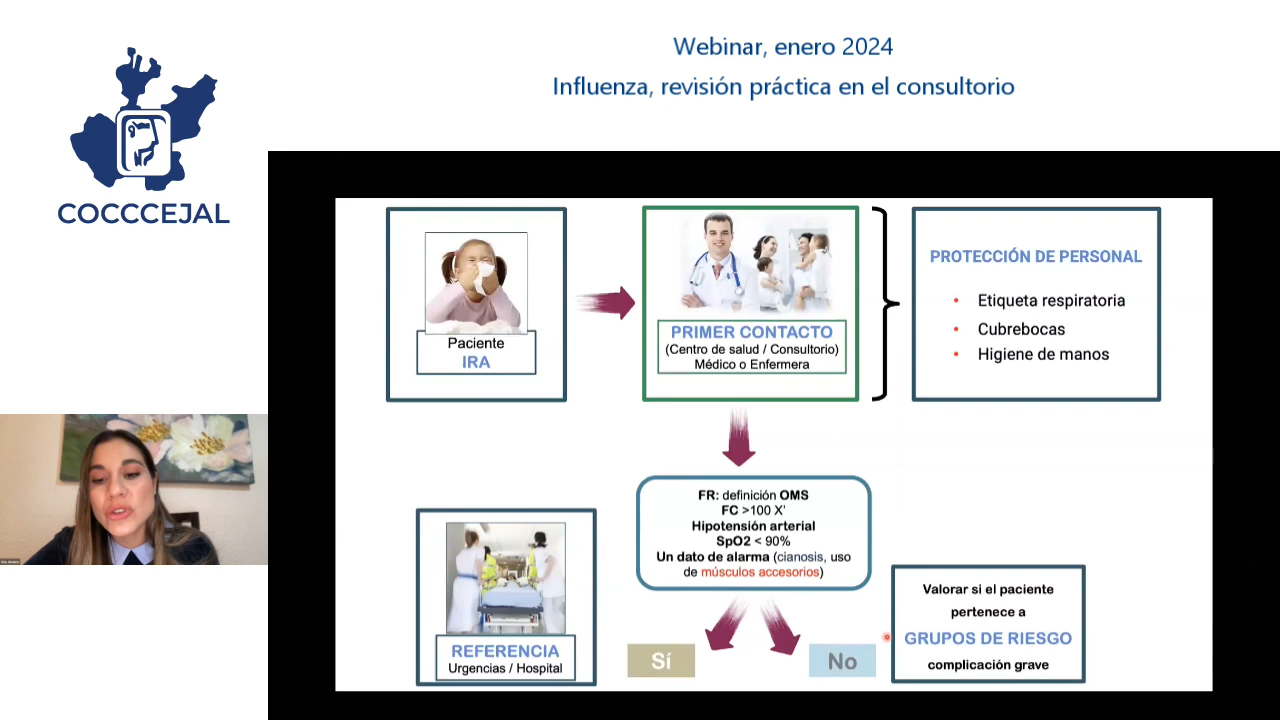 Webinar, enero 2024
Influenza, revisión práctica en el consultorio
COCCCEJAL
Paciente
IRA
PRIMER CONTACTO
(Centro de salud / Consultorio)
Médico o Enfermera
PROTECCIÓN DE PERSONAL
• Etiqueta respiratoria
• Cubrebocas
• Higiene de manos
FR: definición OMS
FC >100 X'
Hipotensión arterial
SpO2 < 90%
Un dato de alarma (cianosis, uso
de músculos accesorios)
REFERENCIA
Urgencias / Hospital
Sí
No
Valorar si el paciente
pertenece a
GRUPOS DE RIESGO
complicación grave